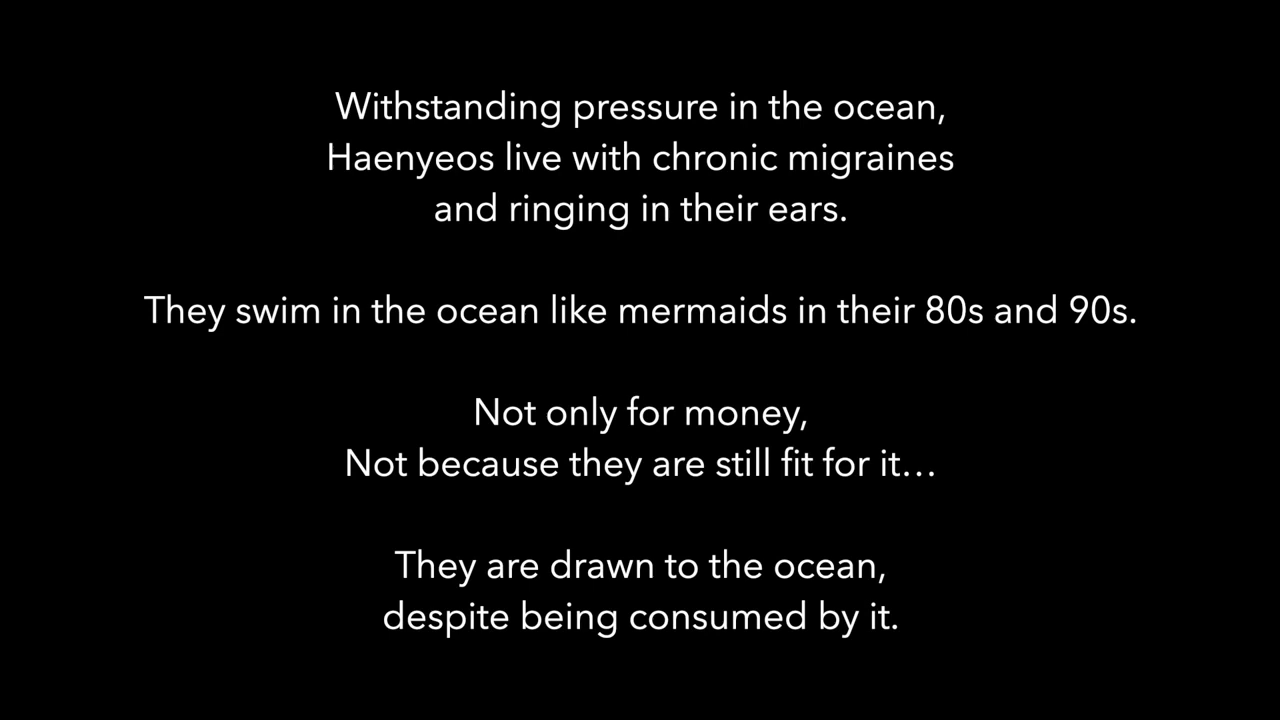 Withstanding pressure in the ocean,
Haenyeos live with chronic migraines
and ringing in their ears.
They swim in the ocean like mermaids in their 80s and 90s.
Not only for money,
Not because they are still fit for it…
They are drawn to the ocean,
despite being consumed by it.